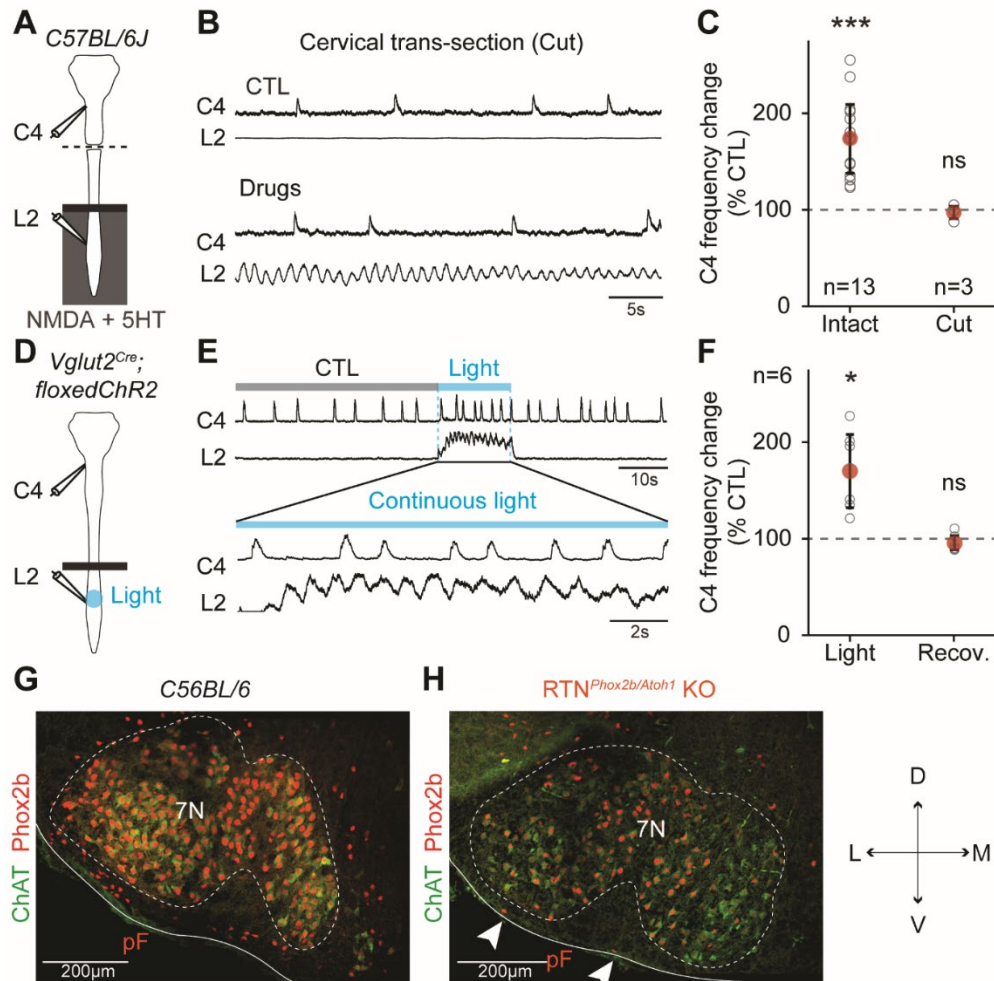 A
C57BL/6J
C4
L2
NMDA + 5HT
B
Cervical trans-section (Cut)
CTL
C4
L2
Drugs
C4
L2
5s
C
***
C4 frequency change
(% CTL)
200
100
0
ns
n=13
n=3
Intact
Cut
D
Vglut2Cre;
floxedChR2
C4
L2
Light
E
CTL
Light
C4
L2
10s
Continuous light
C4
L2
2s
F
n=6
*
C4 frequency change
(% CTL)
200
100
0
ns
Light
Recov.
G
C56BL/6
ChAT Phox2b
7N
pF
200µm
H
RTNPhox2b/Atoh1 KO
ChAT Phox2b
7N
pF
200µm
D
L
M
V